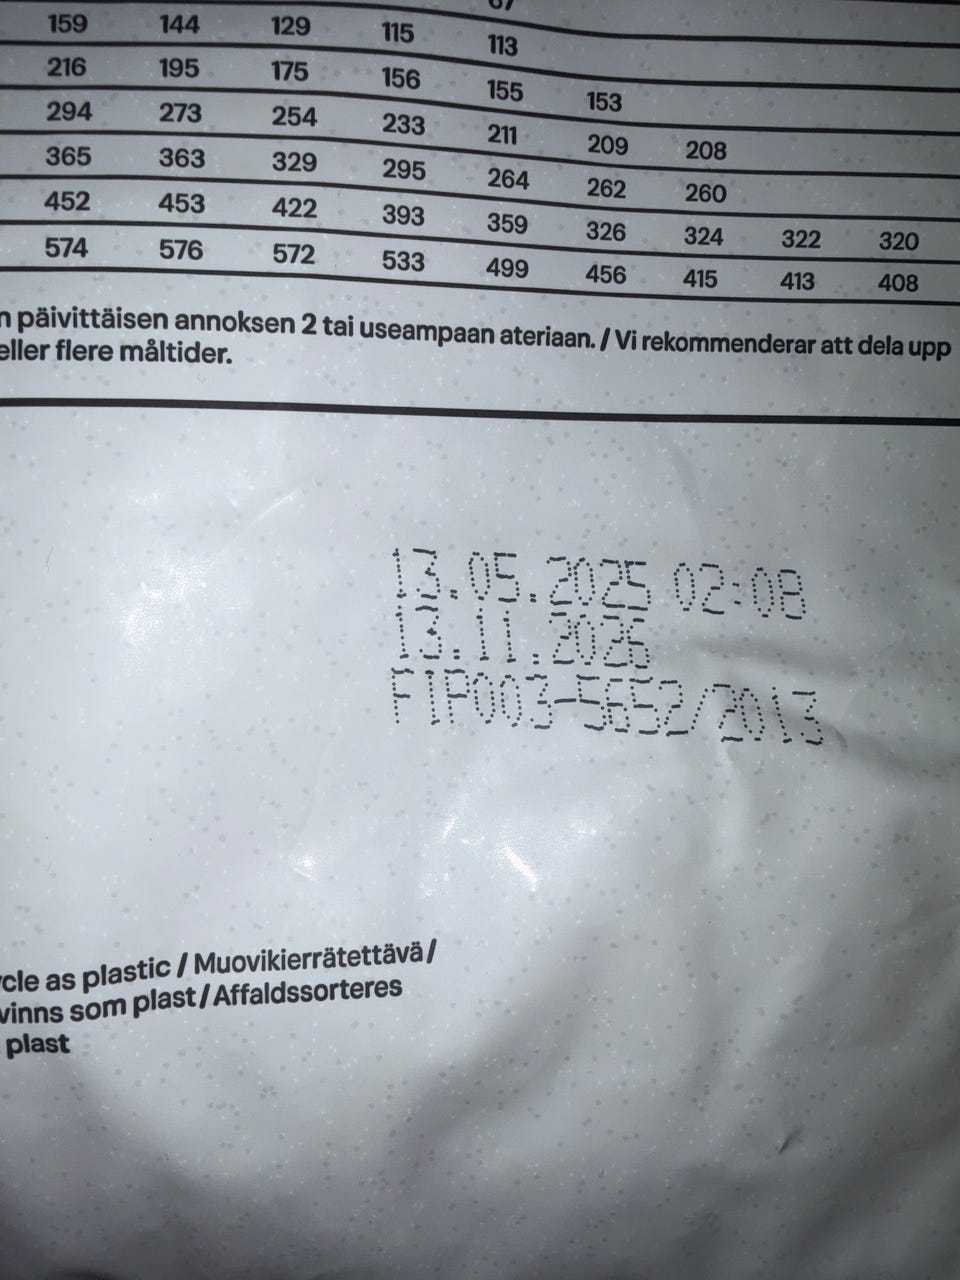 159 144 129 115 113
216 195 175 156 155 153
294 273 254 233 211 209 208
365 363 329 295 264 262 260
452 453 422 393 359 326 324 322 320
574 576 572 533 499 456 415 413 408
n päivittäisen annoksen 2 tai useampaan ateriaan. / Vi rekommenderar att dela upp
eller flere måltider.
13.05.2025 02:08
13.11.2026
FIP003-5652/2013
cle as plastic / Muovikierrätettävä /
vinns som plast / Affaldssorteres
plast